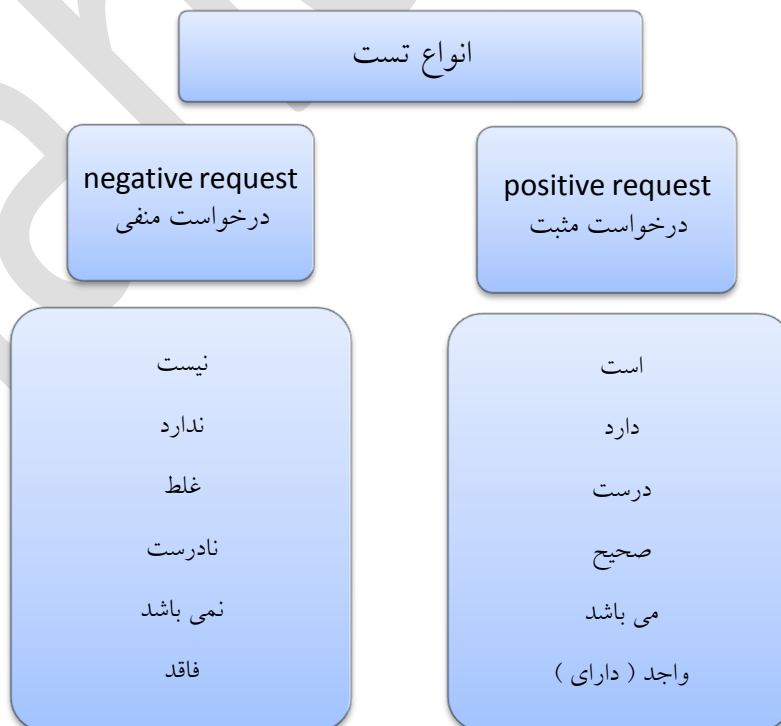 انواع تست
positive request
درخواست مثبت
است
دارد
درست
صحیح
می باشد
واجد ( دارای )
negative request
درخواست منفی
نیست
ندارد
غلط
نادرست
نمی باشد
فاقد